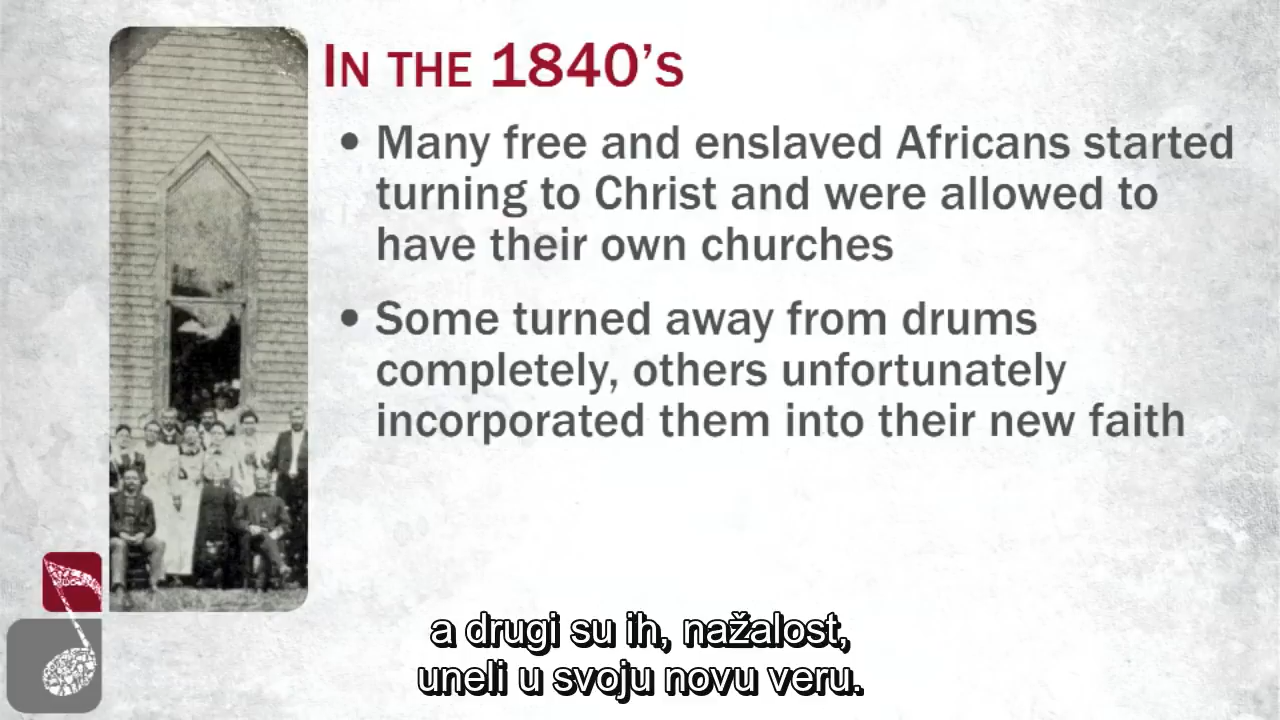 In the 1840's
• Many free and enslaved Africans started
turning to Christ and were allowed to
have their own churches
• Some turned away from drums
completely, others unfortunately
incorporated them into their new faith
a drugi su ih, nažalost,
uneli u svoju novu veru.